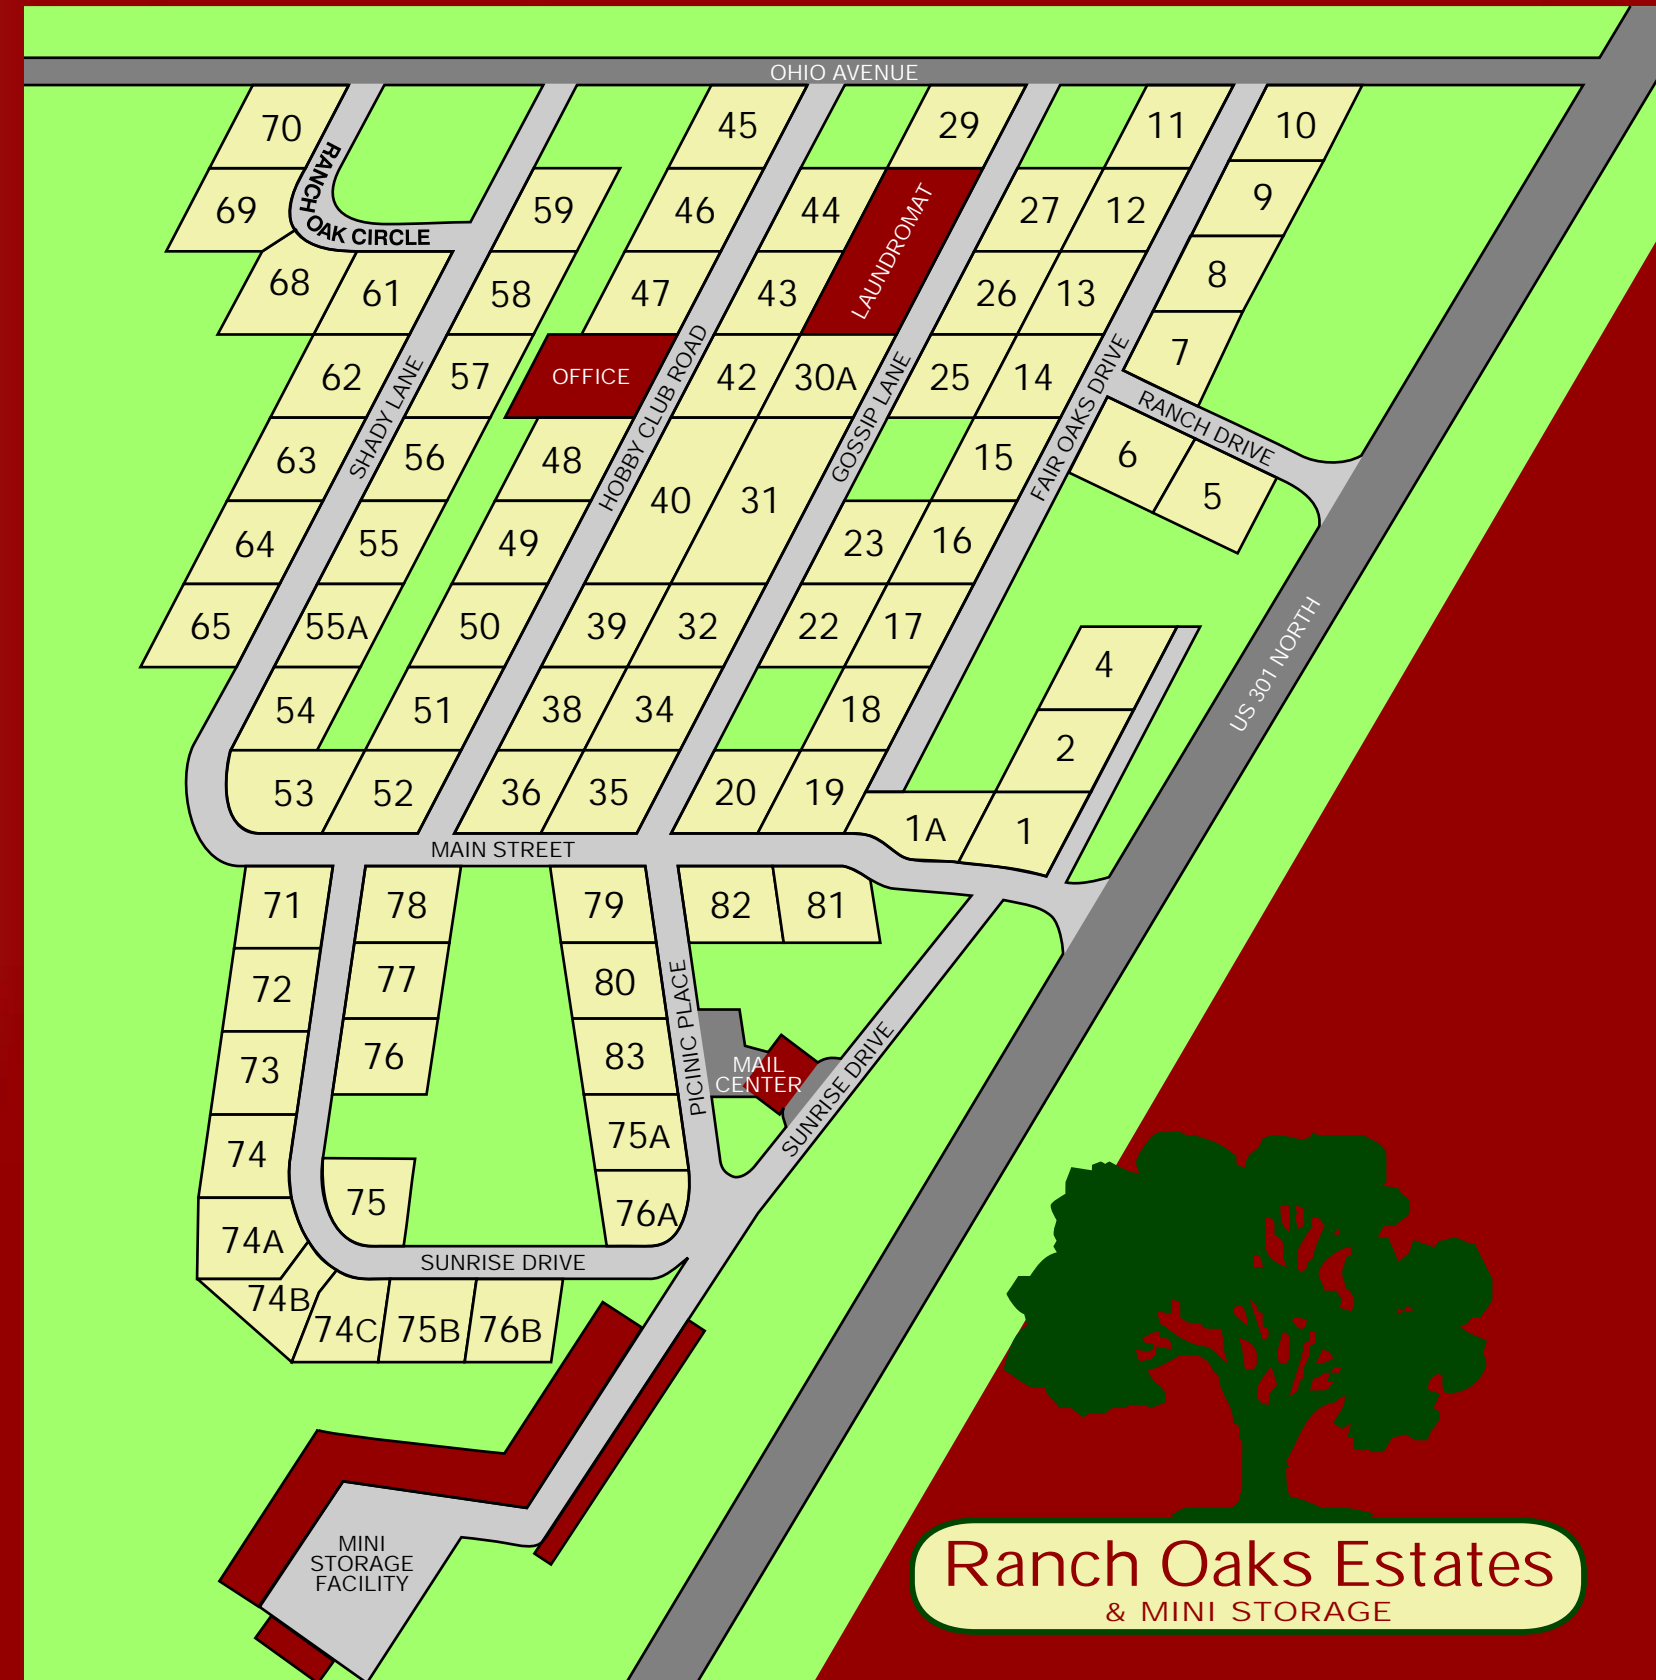 OHIO AVENUE
70
45
29
11
10
RANCH OAK CIRCLE
69
59
46
44
LAUNDROMAT
27
12
9
68
61
58
47
43
26
13
8
62
SHADY LANE
57
OFFICE
HOBBY CLUB ROAD
42
30A
GOSSIP LANE
25
14
FAIR OAKS DRIVE
7
RANCH DRIVE
63
56
48
40
31
15
6
5
64
55
49
23
16
65
55A
50
39
32
22
17
4
US 301 NORTH
54
51
38
34
18
2
53
52
36
35
20
19
1A
1
MAIN STREET
71
78
79
82
81
72
77
80
PICINIC PLACE
73
76
83
MAIL
CENTER
SUNRISE DRIVE
74
75A
75
76A
74A
SUNRISE DRIVE
74B
74C
75B
76B
MINI
STORAGE
FACILITY
Ranch Oaks Estates
& MINI STORAGE